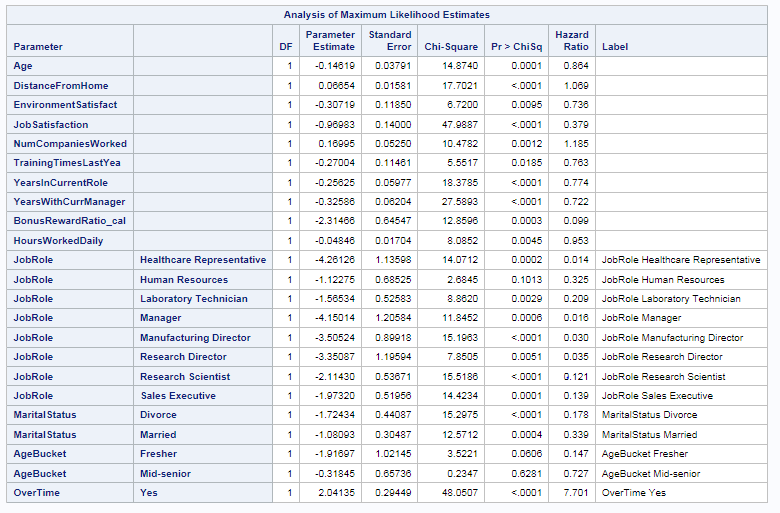 Analysis of Maximum Likelihood Estimates
Parameter DF Parameter Estimate Standard Error Chi-Square Pr > ChiSq Hazard Ratio Label
Age 1 -0.14619 0.03791 14.8740 0.0001 0.864
DistanceFromHome 1 0.06654 0.01581 17.7021 <.0001 1.069
EnvironmentSatisfact 1 -0.30719 0.11850 6.7200 0.0095 0.736
JobSatisfaction 1 -0.96983 0.14000 47.9887 <.0001 0.379
NumCompaniesWorked 1 0.16995 0.05250 10.4782 0.0012 1.185
TrainingTimesLastYea 1 -0.27004 0.11461 5.5517 0.0185 0.763
YearsInCurrentRole 1 -0.25625 0.05977 18.3785 <.0001 0.774
YearsWithCurrManager 1 -0.32586 0.06204 27.5893 <.0001 0.722
BonusRewardRatio_cal 1 -2.31466 0.64547 12.8596 0.0003 0.099
HoursWorkedDaily 1 -0.04846 0.01704 8.0852 0.0045 0.953
JobRole Healthcare Representative 1 -4.26126 1.13598 14.0712 0.0002 0.014 JobRole Healthcare Representative
JobRole Human Resources 1 -1.12275 0.68525 2.6845 0.1013 0.325 JobRole Human Resources
JobRole Laboratory Technician 1 -1.56534 0.52583 8.8620 0.0029 0.209 JobRole Laboratory Technician
JobRole Manager 1 -4.15014 1.20584 11.8452 0.0006 0.016 JobRole Manager
JobRole Manufacturing Director 1 -3.50524 0.89918 15.1963 <.0001 0.030 JobRole Manufacturing Director
JobRole Research Director 1 -3.35087 1.19594 7.8505 0.0051 0.035 JobRole Research Director
JobRole Research Scientist 1 -2.11430 0.53671 15.5186 <.0001 0.121 JobRole Research Scientist
JobRole Sales Executive 1 -1.97320 0.51956 14.4234 0.0001 0.139 JobRole Sales Executive
MaritalStatus Divorce 1 -1.72434 0.44087 15.2975 <.0001 0.178 MaritalStatus Divorce
MaritalStatus Married 1 -1.08093 0.30487 12.5712 0.0004 0.339 MaritalStatus Married
AgeBucket Fresher 1 -1.91697 1.02145 3.5221 0.0606 0.147 AgeBucket Fresher
AgeBucket Mid-senior 1 -0.31845 0.65736 0.2347 0.6281 0.727 AgeBucket Mid-senior
OverTime Yes 1 2.04135 0.29449 48.0507 <.0001 7.701 OverTime Yes